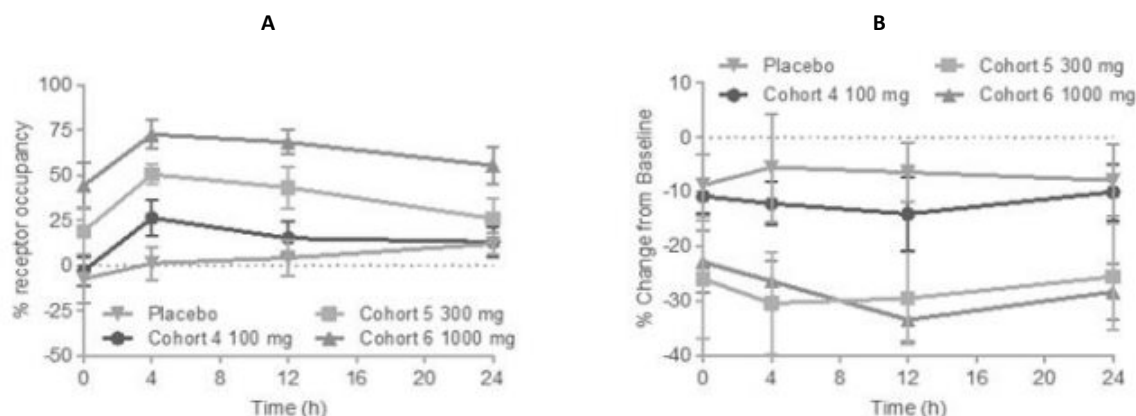 A
100
75
50
25
0
-25
-50
% receptor occupancy
Placebo
Cohort 5 300 mg
Cohort 4 100 mg
Cohort 6 1000 mg
0 4 8 12 16 20 24
Time (h)
B
Placebo
Cohort 5 300 mg
Cohort 4 100 mg
Cohort 6 1000 mg
10
0
-10
-20
-30
-40
% Change from Baseline
0 4 8 12 16 20 24
Time (h)